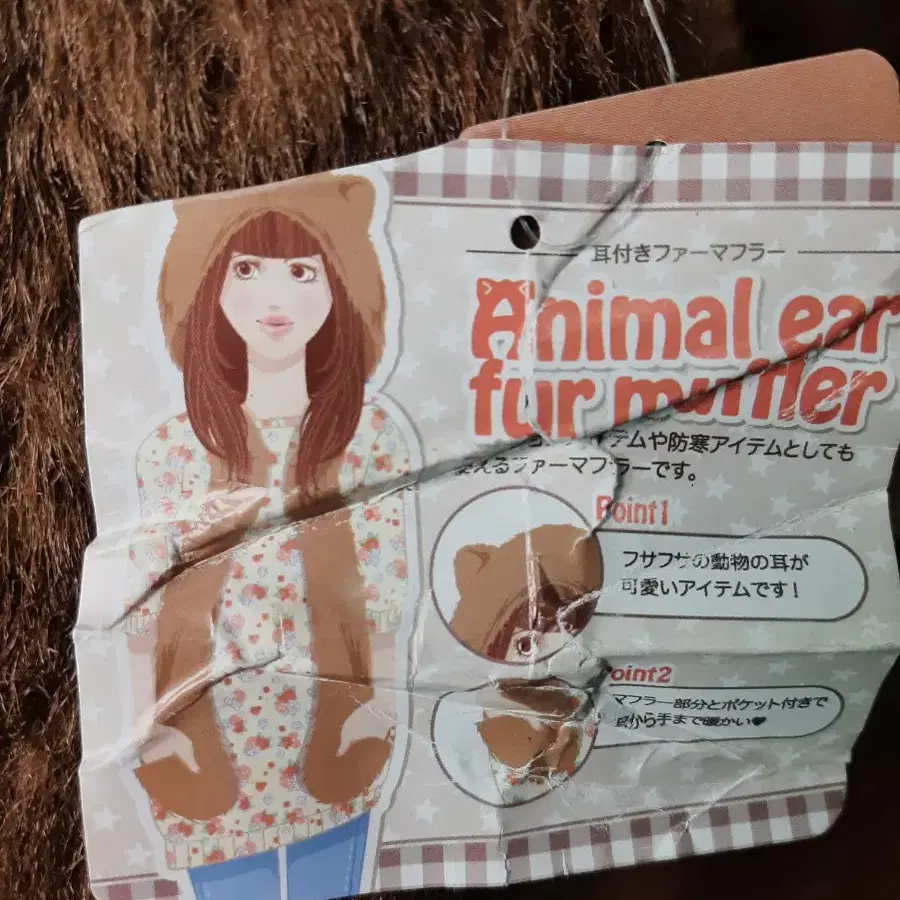 耳付きファーマフラー
Animal ear
fur muffler
テムや防寒アイテムとしても
えるファーマフラーです。
Point1
フサフサの動物の耳が
可愛いアイテムです!
oint2
マフラー部分とポケット付きで
から手まで暖かい♥